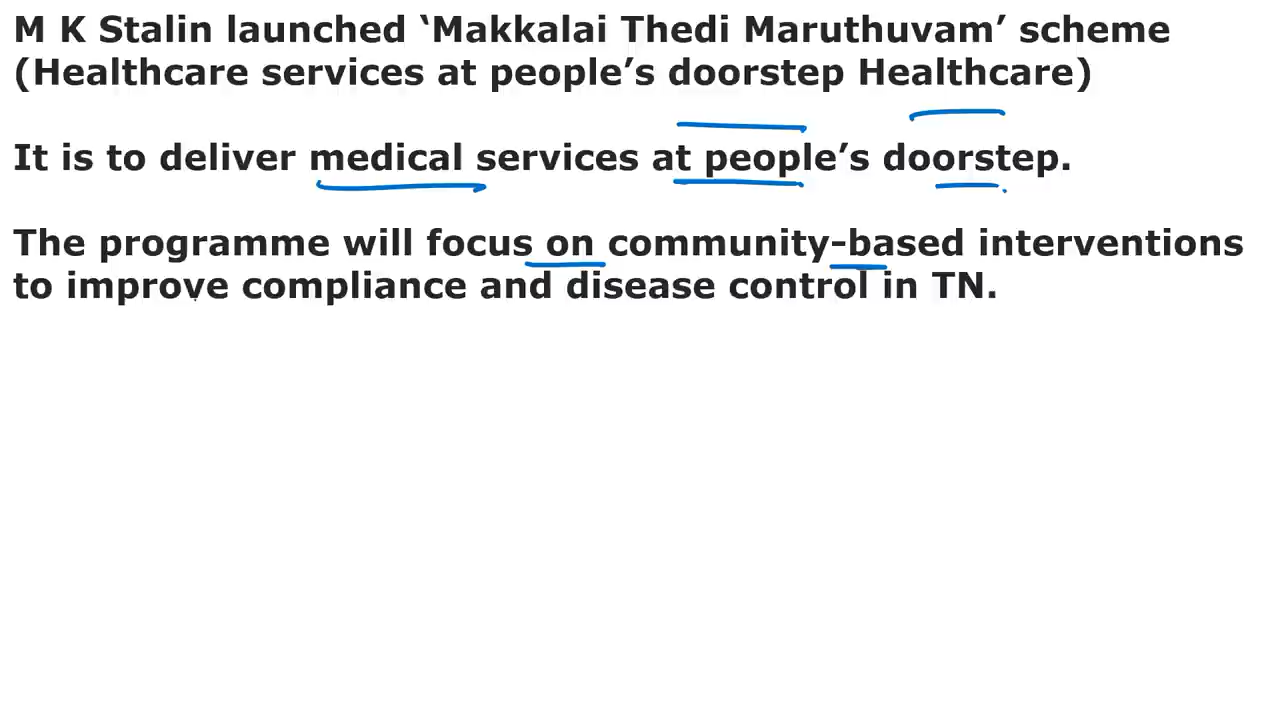 M K Stalin launched ‘Makkalai Thedi Maruthuvam’ scheme
(Healthcare services at people’s doorstep Healthcare)
It is to deliver medical services at people’s doorstep.
The programme will focus on community-based interventions
to improve compliance and disease control in TN.